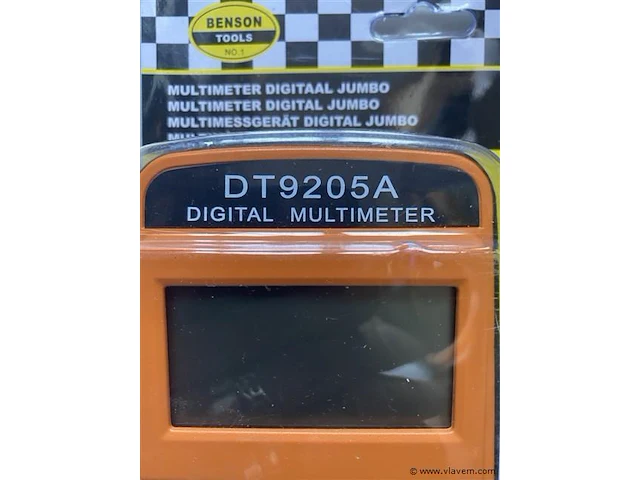 BENSON
TOOLS
NO.1
MULTIMETER DIGITAAL JUMBO
MULTIMETER DIGITAL JUMBO
MULTIMESSGERÄT DIGITAL JUMBO
DT9205A
DIGITAL MULTIMETER
© www.vlavem.com